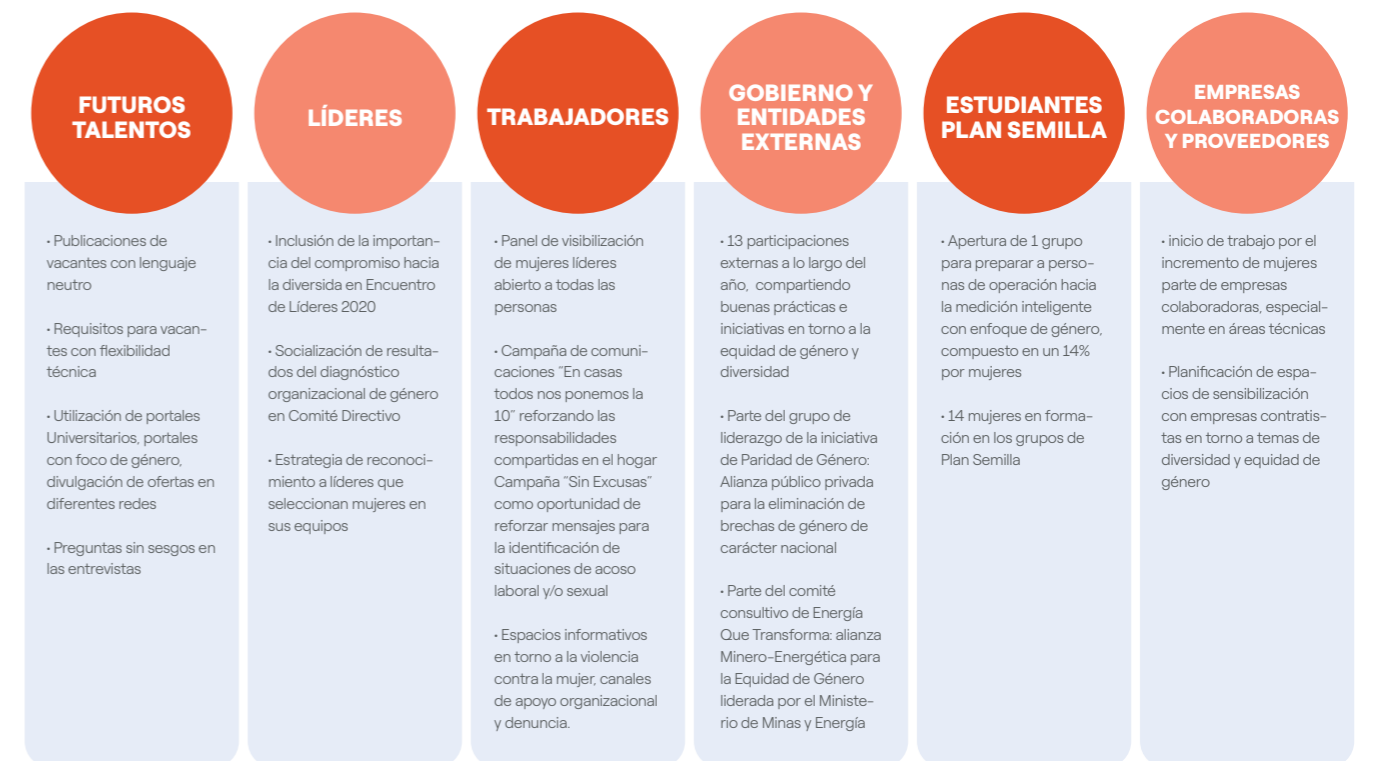 FUTUROS
TALENTOS
• Publicaciones de
vacantes con lenguaje
neutro
• Requisitos para vacan-
tes con flexibilidad
técnica
• Utilización de portales
Universitarios, portales
con foco de género,
divulgación de ofertas en
diferentes redes
• Preguntas sin sesgos en
las entrevistas
LÍDERES
• Inclusión de la importan-
cia del compromiso hacia
la diversida en Encuentro
de Líderes 2020
• Socialización de resulta-
dos del diagnóstico
organizacional de género
en Comité Directivo
• Estrategia de reconoci-
miento a líderes que
seleccionan mujeres en
sus equipos
TRABAJADORES
• Panel de visibilización
de mujeres líderes
abierto a todas las
personas
• Campaña de comuni-
caciones "En casas
todos nos ponemos la
10" reforzando las
responsabilidades
compartidas en el hogar
Campaña "Sin Excusas"
como oportunidad de
reforzar mensajes para
la identificación de
situaciones de acoso
laboral y/o sexual
• Espacios informativos
en torno a la violencia
contra la mujer, canales
de apoyo organizacional
y denuncia.
GOBIERNO Y
ENTIDADES
EXTERNAS
• 13 participaciones
externas a lo largo del
año, compartiendo
buenas prácticas e
iniciativas en torno a la
equidad de género y
diversidad
• Parte del grupo de
liderazgo de la iniciativa
de Paridad de Género:
Alianza público privada
para la eliminación de
brechas de género de
carácter nacional
• Parte del comité
consultivo de Energía
Que Transforma: alianza
Minero-Energética para
la Equidad de Género
liderada por el Ministe-
rio de Minas y Energía
ESTUDIANTES
PLAN SEMILLA
• Apertura de 1 grupo
para preparar a perso-
nas de operación hacia
la medición inteligente
con enfoque de género,
compuesto en un 14%
por mujeres
• 14 mujeres en forma-
ción en los grupos de
Plan Semilla
EMPRESAS
COLABORADORAS
Y PROVEEDORES
• inicio de trabajo por el
incremento de mujeres
parte de empresas
colaboradoras, especial-
mente en áreas técnicas
• Planificación de espa-
cios de sensibilización
con empresas contratis-
tas en torno a temas de
diversidad y equidad de
género